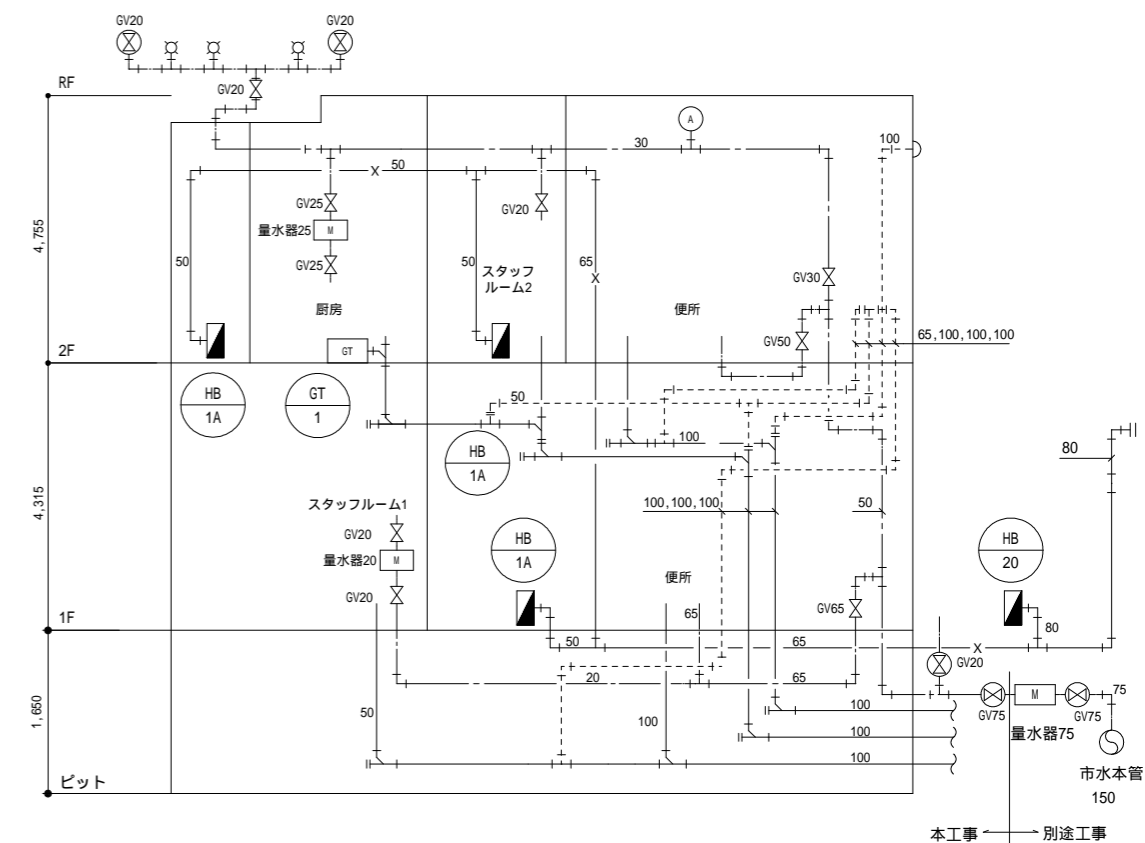 GV20
GV20
RF
GV20
A
30
100
X
50
GV25
量水器25
M
GV20
GV25
4,755
50
50
スタッフ
ルーム2
65
X
GV30
厨房
便所
GV50
65,100,100,100
GT
2F
HB
1A
GT
1
50
HB
1A
100
80
4,315
スタッフルーム1
GV20
量水器20
M
GV20
100,100,100
50
HB
1A
HB
20
便所
GV65
65
1F
50
65
X
80
GV20
20
65
1,650
50
100
100
100
100
GV75
M
GV75
75
量水器75
市水本管
150
ピット
本工事
別途工事